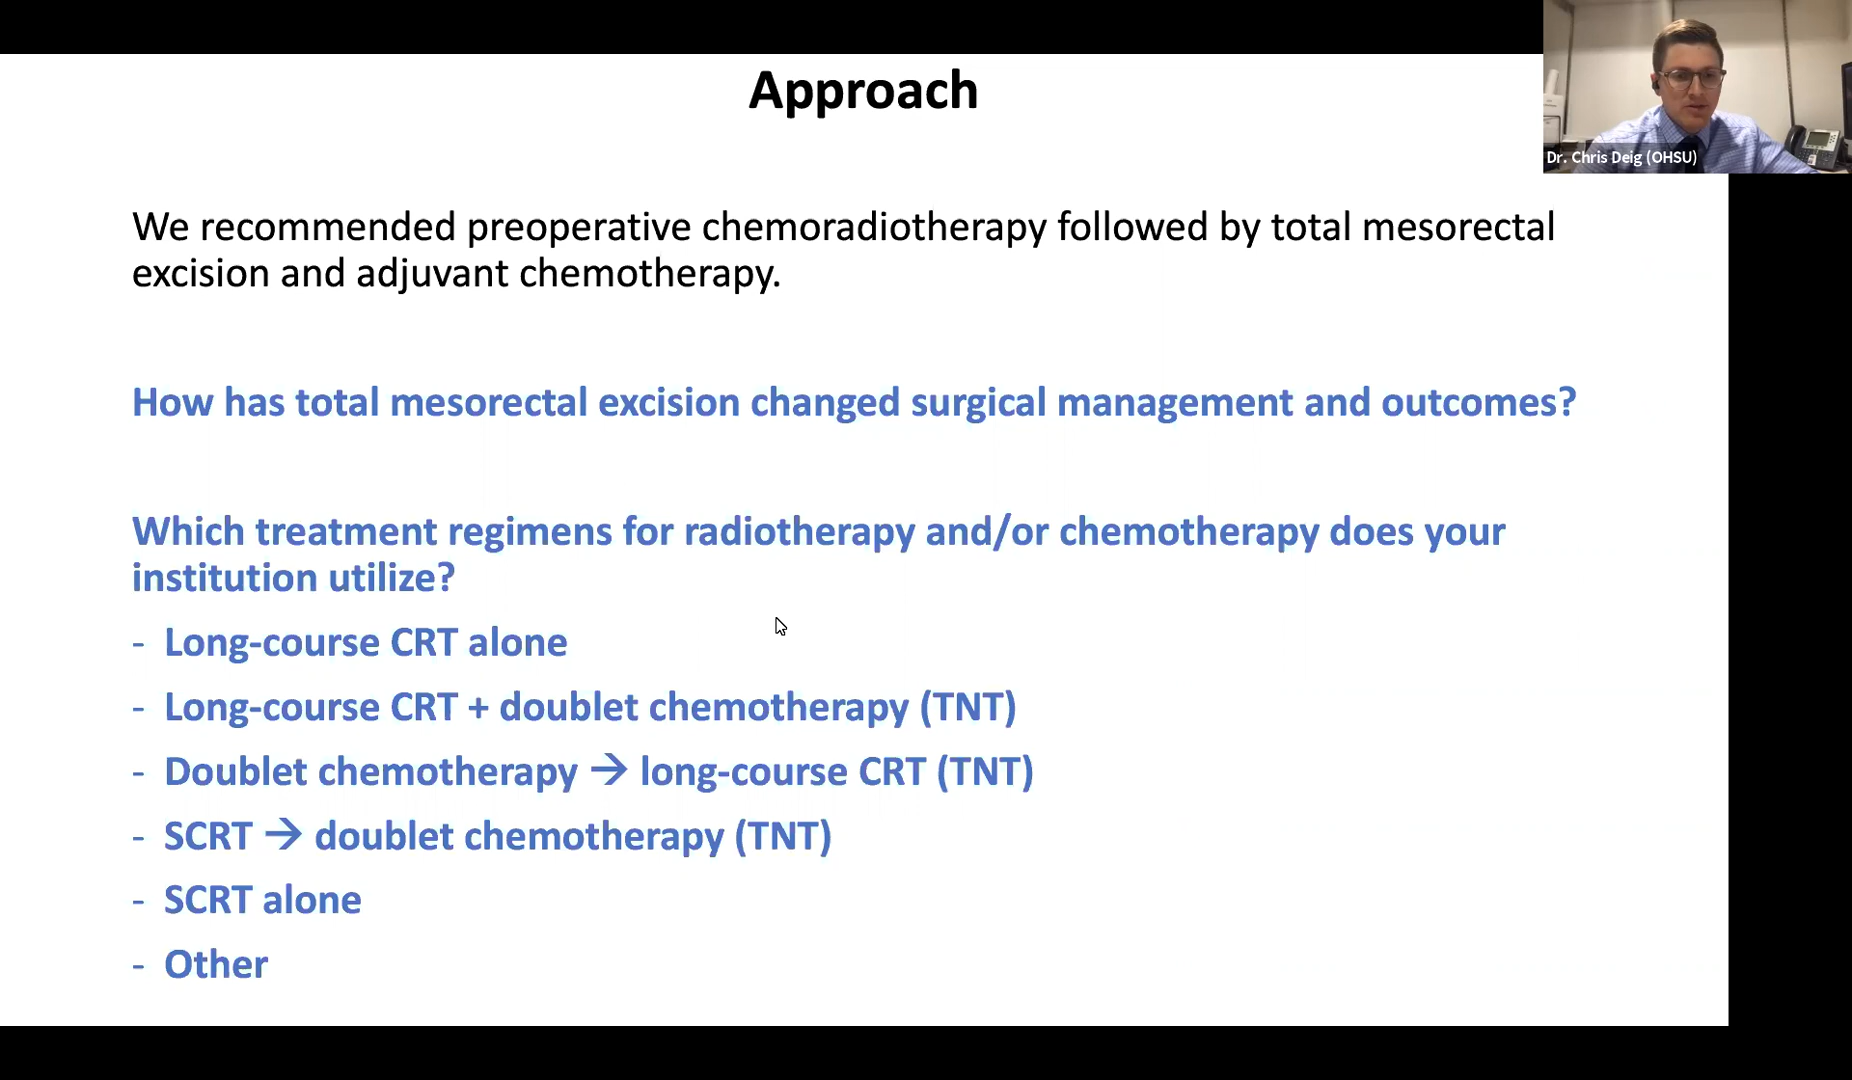 Approach
Dr. Chris Deig (OHSU)
We recommended preoperative chemoradiotherapy followed by total mesorectal
excision and adjuvant chemotherapy.
How has total mesorectal excision changed surgical management and outcomes?
Which treatment regimens for radiotherapy and/or chemotherapy does your
institution utilize?
- Long-course CRT alone
- Long-course CRT + doublet chemotherapy (TNT)
- Doublet chemotherapy → long-course CRT (TNT)
- SCRT → doublet chemotherapy (TNT)
- SCRT alone
- Other